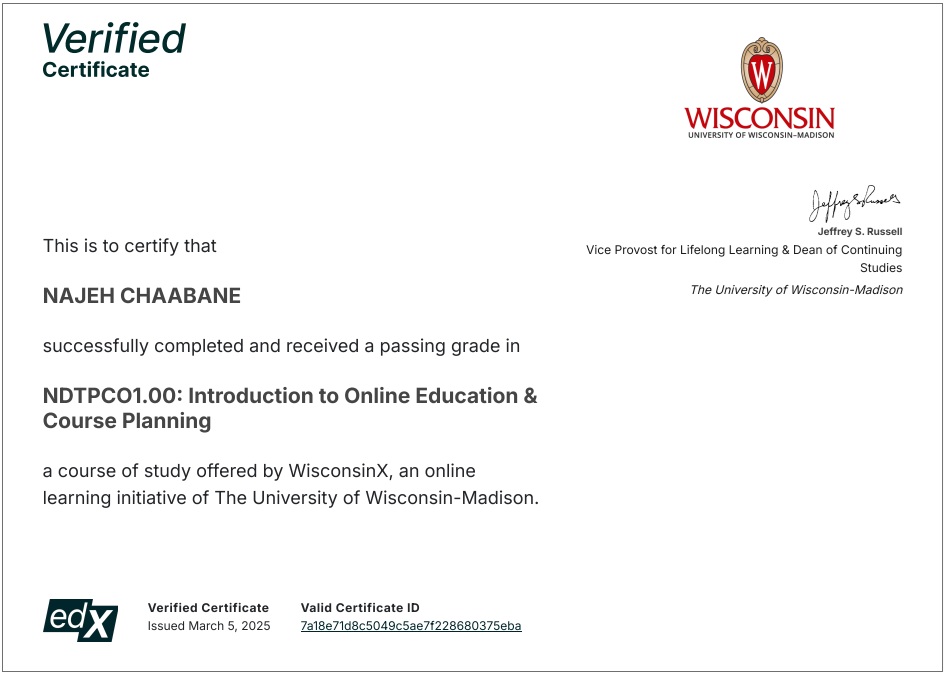 Verified
Certificate
W
WISCONSIN
UNIVERSITY OF WISCONSIN–MADISON
Jeffrey S. Russell
Jeffrey S. Russell
Vice Provost for Lifelong Learning & Dean of Continuing
Studies
The University of Wisconsin-Madison
This is to certify that
NAJEH CHAABANE
successfully completed and received a passing grade in
NDTPCO1.00: Introduction to Online Education &
Course Planning
a course of study offered by WisconsinX, an online
learning initiative of The University of Wisconsin-Madison.
edX
Verified Certificate
Issued March 5, 2025
Valid Certificate ID
7a18e71d8c5049c5ae7f228680375eba